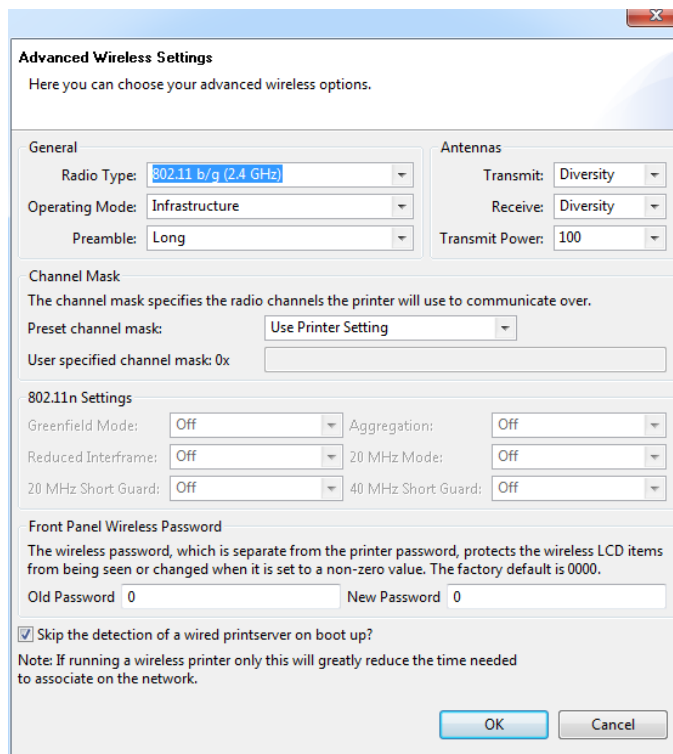 Advanced Wireless Settings
Here you can choose your advanced wireless options.
General
Radio Type: 802.11 b/g (2.4 GHz)
Operating Mode: Infrastructure
Preamble: Long
Antennas
Transmit: Diversity
Receive: Diversity
Transmit Power: 100
Channel Mask
The channel mask specifies the radio channels the printer will use to communicate over.
Preset channel mask: Use Printer Setting
User specified channel mask: 0x
802.11n Settings
Greenfield Mode: Off Aggregation: Off
Reduced Interframe: Off 20 MHz Mode: Off
20 MHz Short Guard: Off 40 MHz Short Guard: Off
Front Panel Wireless Password
The wireless password, which is separate from the printer password, protects the wireless LCD items
from being seen or changed when it is set to a non-zero value. The factory default is 0000.
Old Password 0 New Password 0
Skip the detection of a wired printserver on boot up?
Note: If running a wireless printer only this will greatly reduce the time needed
to associate on the network.
OK Cancel